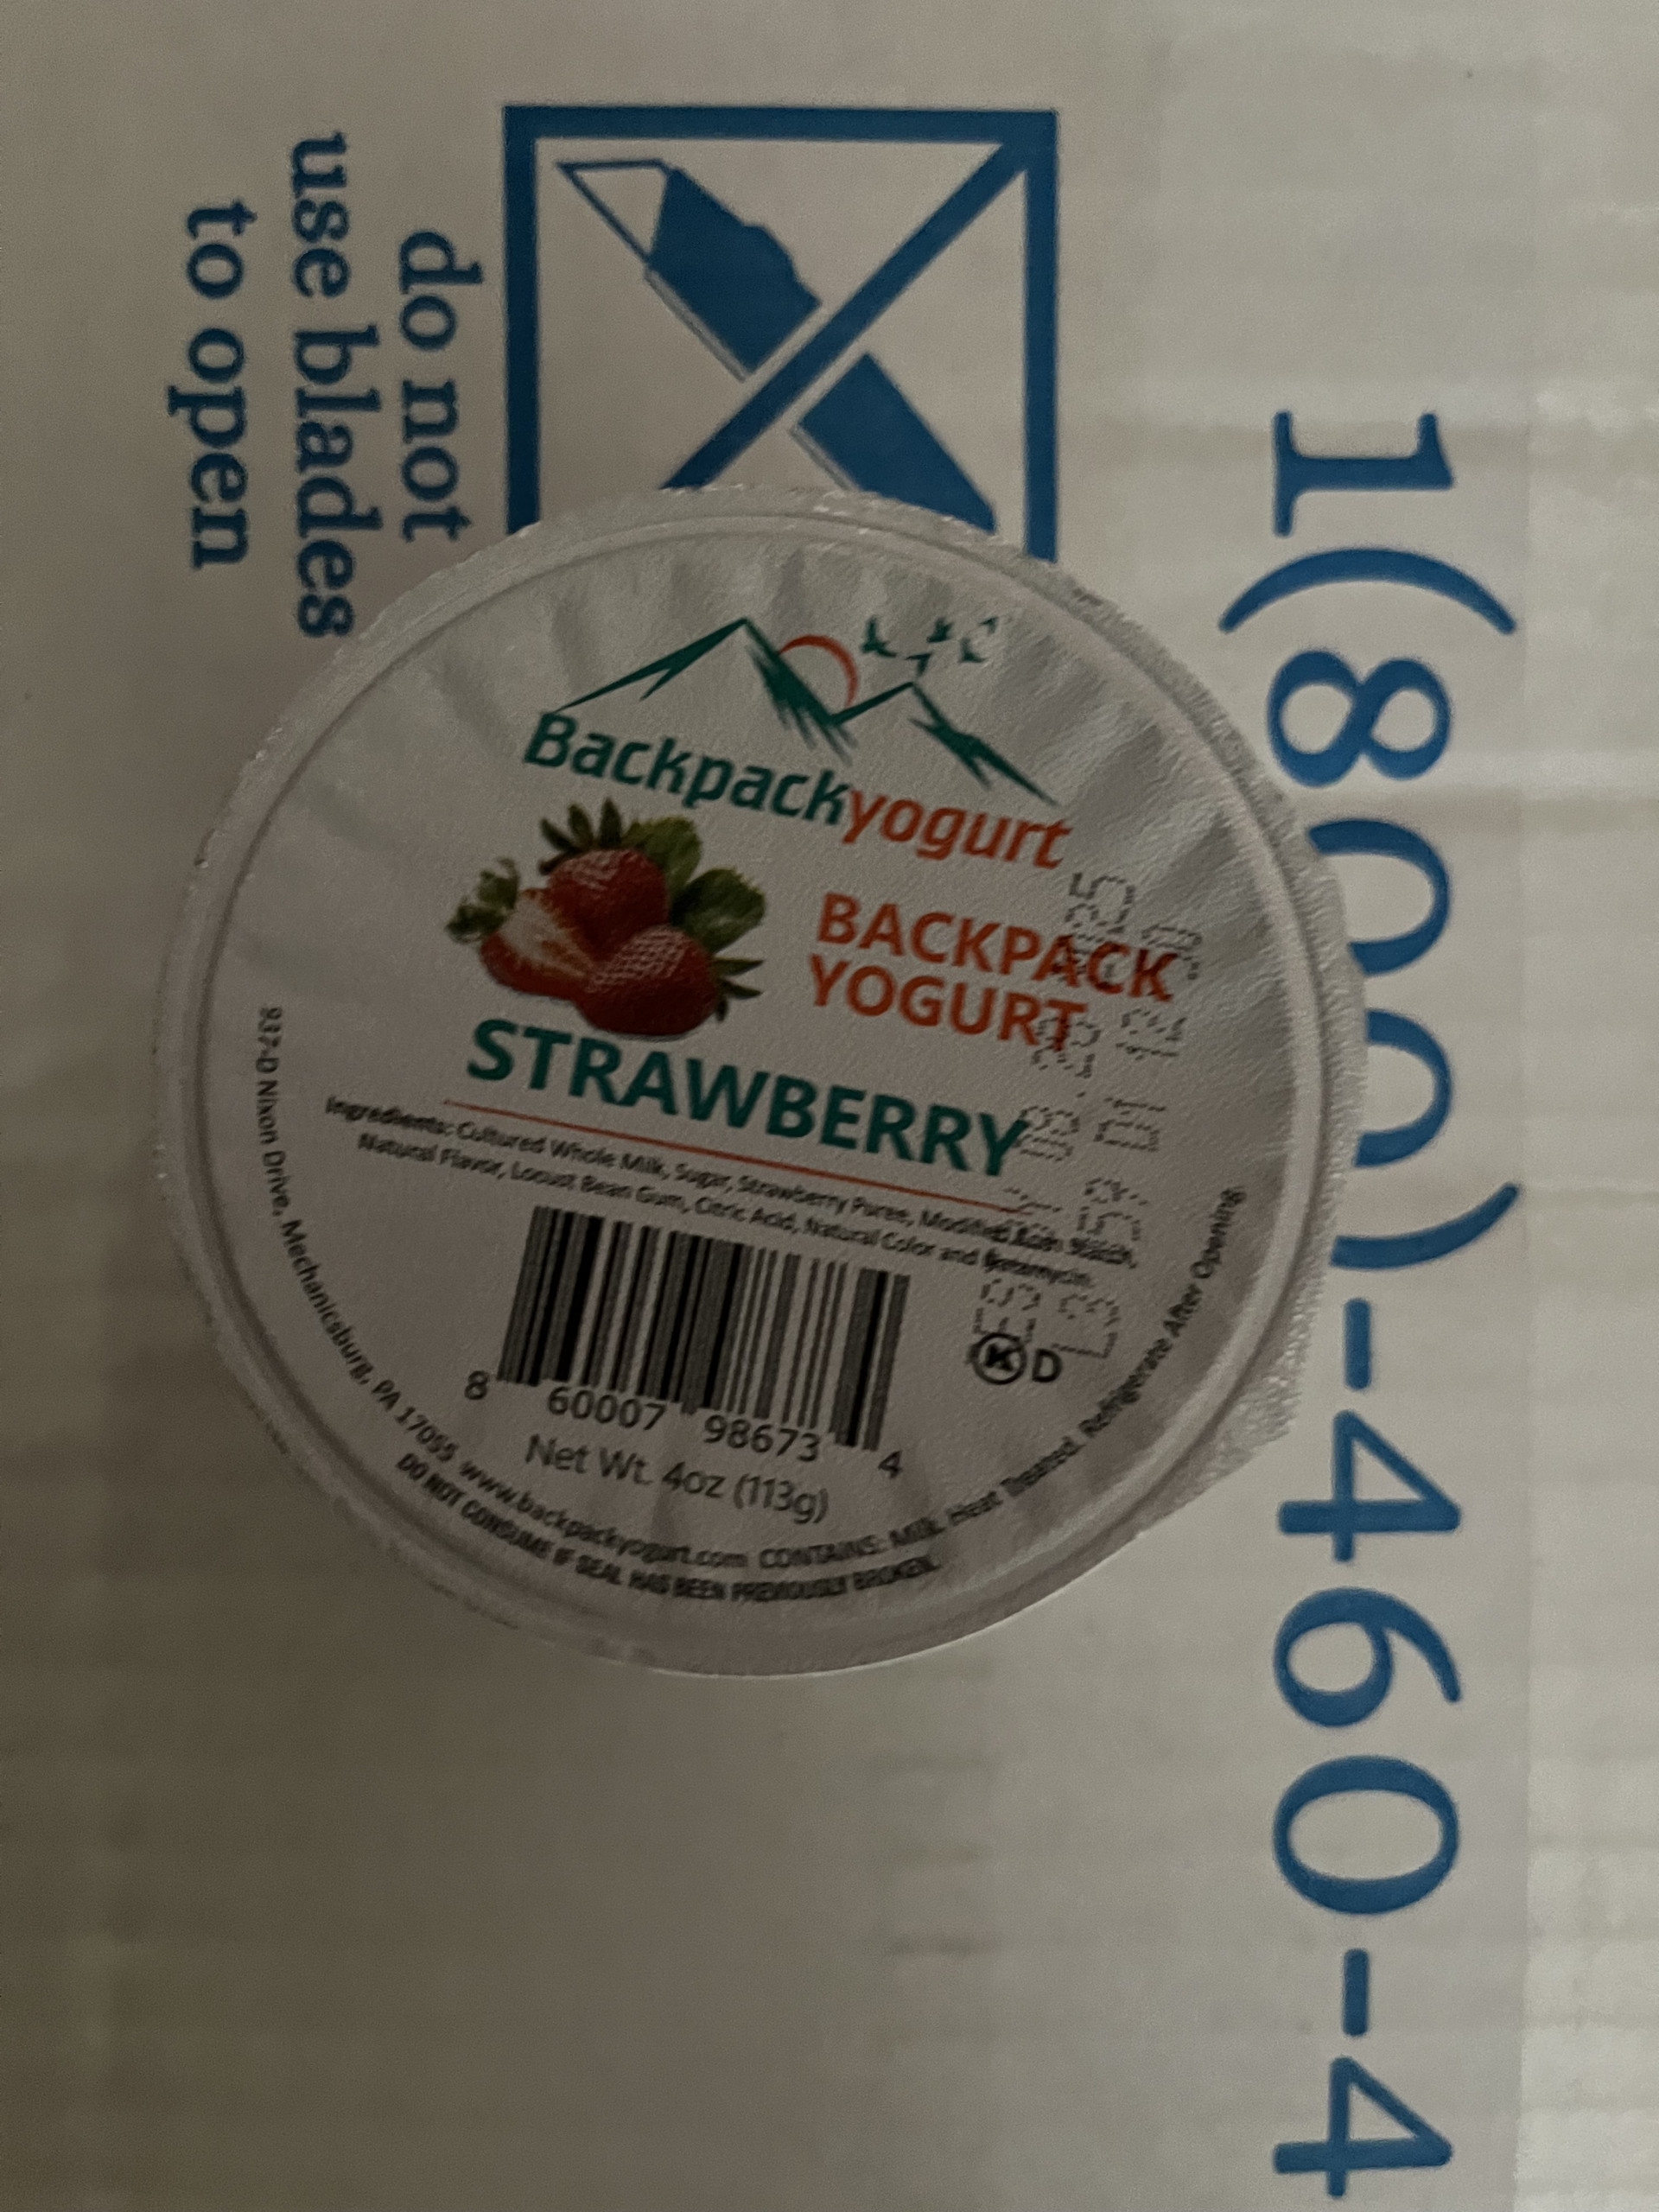 do not
use blades
to open
1(800)-460-4
Backpackyogurt
BACKPACK
YOGURT
STRAWBERRY
Ingredients: Cultured Whole Milk, Sugar, Strawberry Puree, Modified Corn Starch,
Natural Flavor, Locust Bean Gum, Citric Acid, Natural Color and
8 60007 98673 4
K D
Net Wt. 4oz (113g)
937-D Nixon Drive, Mechanicsburg, PA 17055 www.backpackyogurt.com CONTAINS: Milk. Heat Treated. Refrigerate After Opening.
DO NOT CONSUME IF SEAL HAS BEEN PREVIOUSLY BROKEN.